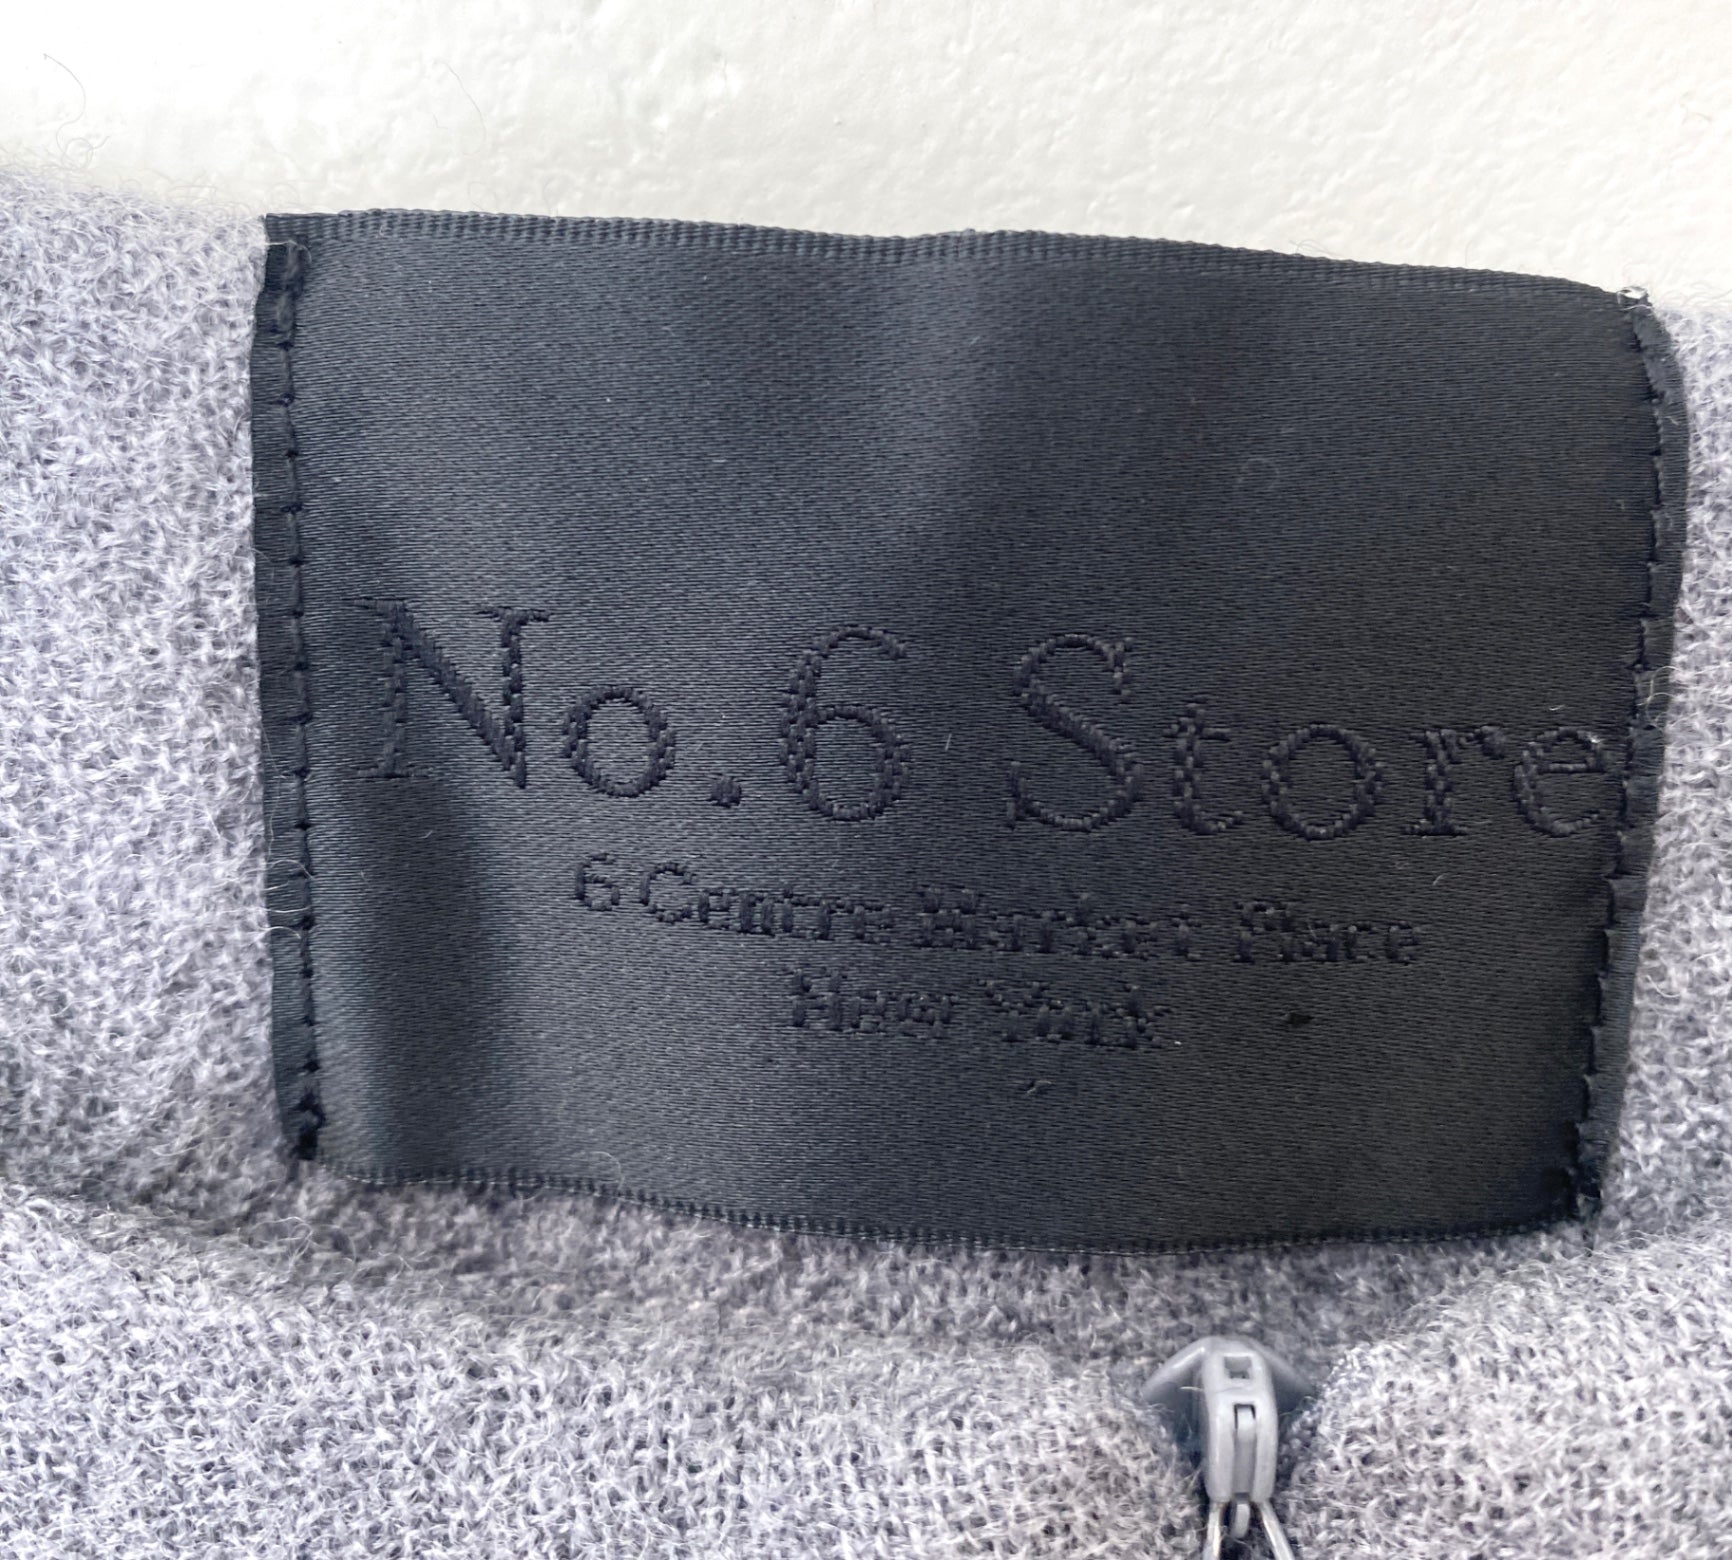 No.6 Store
6 Centre Market Place
New York